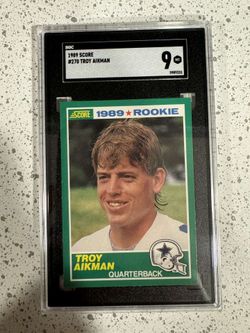 1989 SCORE
#270 TROY AIKMAN
9
SCORE
1989 ★ ROOKIE
TROY
AIKMAN
QUARTERBACK